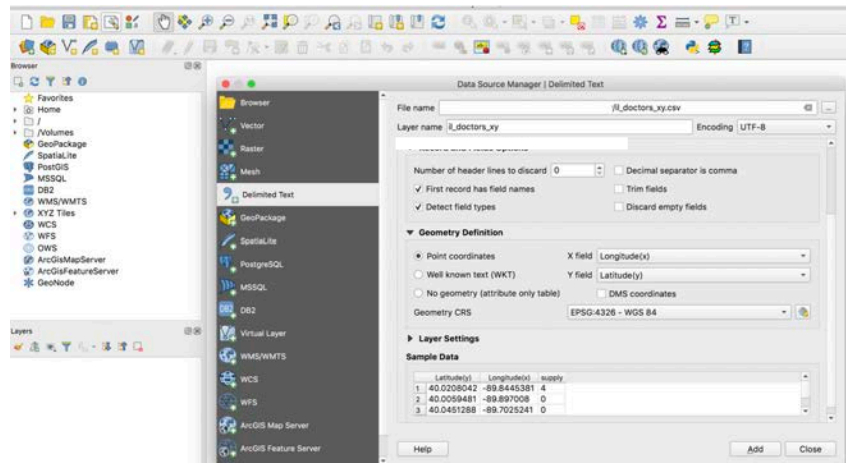 Browser
Favorites
Home
/
/Volumes
GeoPackage
SpatiaLite
PostGIS
MSSQL
DB2
WMS/WMTS
XYZ Tiles
WCS
WFS
OWS
ArcGisMapServer
ArcGisFeatureServer
GeoNode
Layers
Data Source Manager | Delimited Text
Browser
Vector
Raster
Mesh
Delimited Text
GeoPackage
SpatiaLite
PostgreSQL
MSSQL
DB2
Virtual Layer
WMS/WMTS
WCS
WFS
ArcGIS Map Server
ArcGIS Feature Server
File name /il_doctors_xy.csv
Layer name il_doctors_xy Encoding UTF-8
Number of header lines to discard 0 Decimal separator is comma
First record has field names Trim fields
Detect field types Discard empty fields
Geometry Definition
Point coordinates X field Longitude(x)
Well known text (WKT) Y field Latitude(y)
No geometry (attribute only table) DMS coordinates
Geometry CRS EPSG:4326 - WGS 84
Layer Settings
Sample Data
Latitude(y) Longitude(x) supply
1 40.0208042 -89.8445381 4
2 40.0059481 -89.897008 0
3 40.0451288 -89.7025241 0
Help Add Close